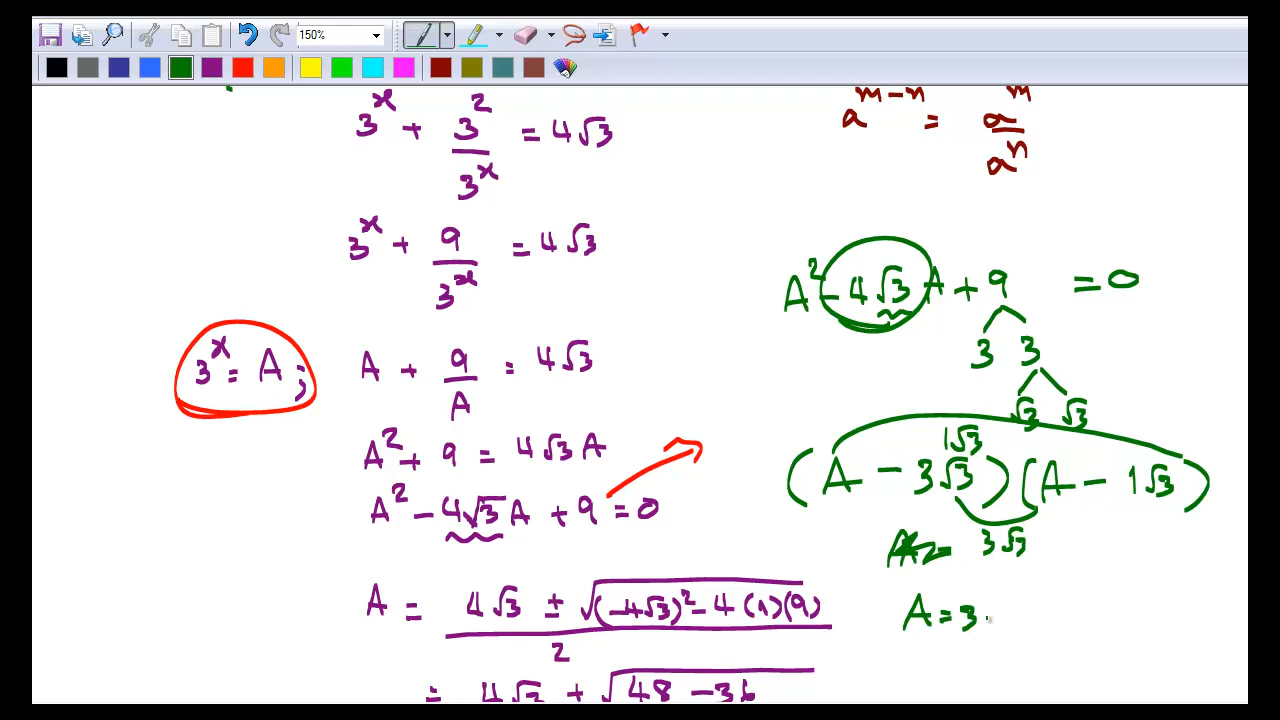 150%
3^x + 3^2/3^x = 4√3
a^(m-n) = a^m/a^n
3^x + 9/3^x = 4√3
3^x = A;
A + 9/A = 4√3
A^2 + 9 = 4√3 A
A^2 - 4√3 A + 9 = 0
A = (4√3 ± √((-4√3)^2 - 4(1)(9)))/2
= 4√3 ± √(48 - 36
A^2 - 4√3 A + 9 = 0
3 3
√3 √3
1√3
(A - 3√3)(A - 1√3)
3√3
A = 3